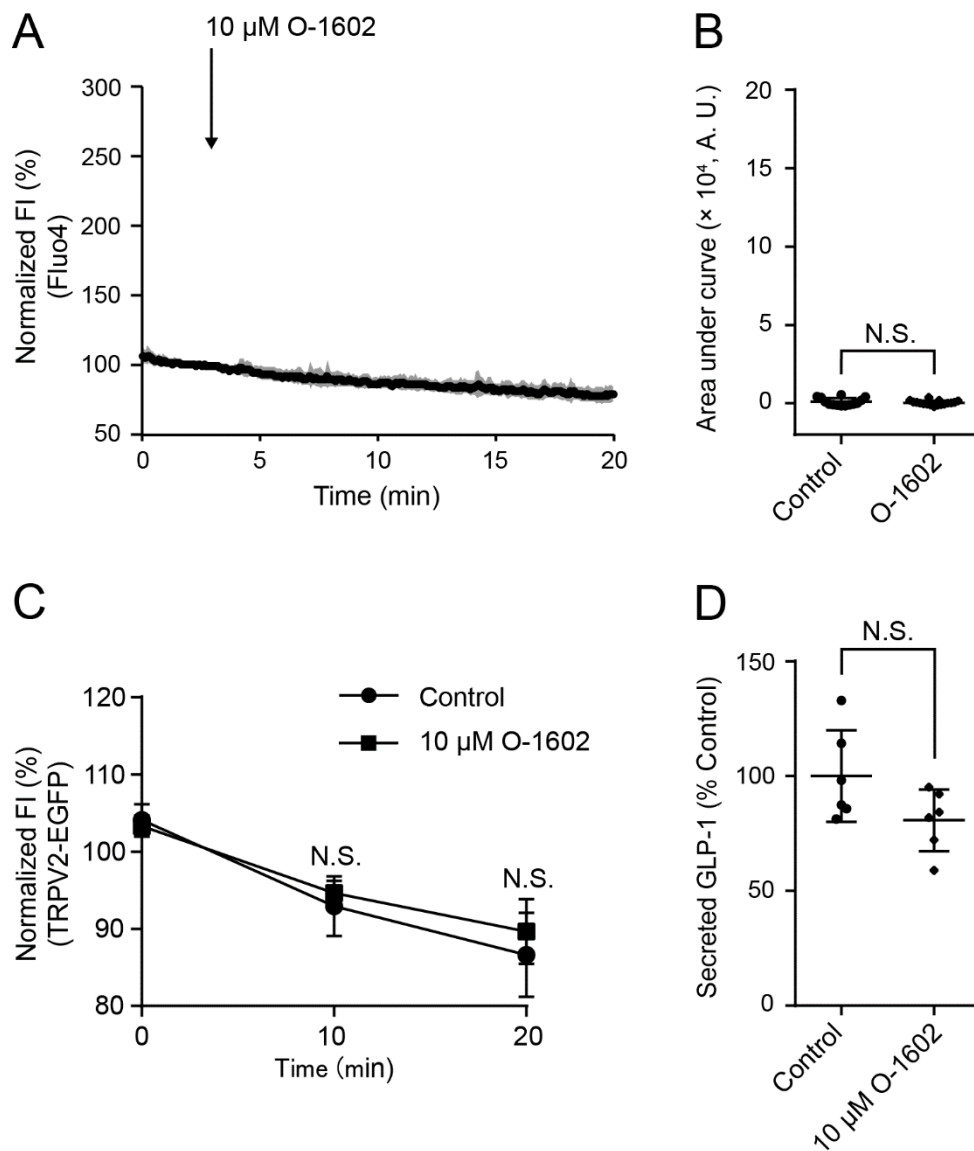 A
10 µM O-1602
300
250
200
150
100
50
Normalized FI (%)
(Fluo4)
0
5
10
15
20
Time (min)
B
20
15
10
5
0
Area under curve (× 10⁴, A. U.)
N.S.
Control
O-1602
C
120
110
100
90
80
Normalized FI (%)
(TRPV2-EGFP)
Control
10 µM O-1602
N.S.
N.S.
0
10
20
Time (min)
D
150
100
50
0
Secreted GLP-1 (% Control)
N.S.
Control
10 µM O-1602